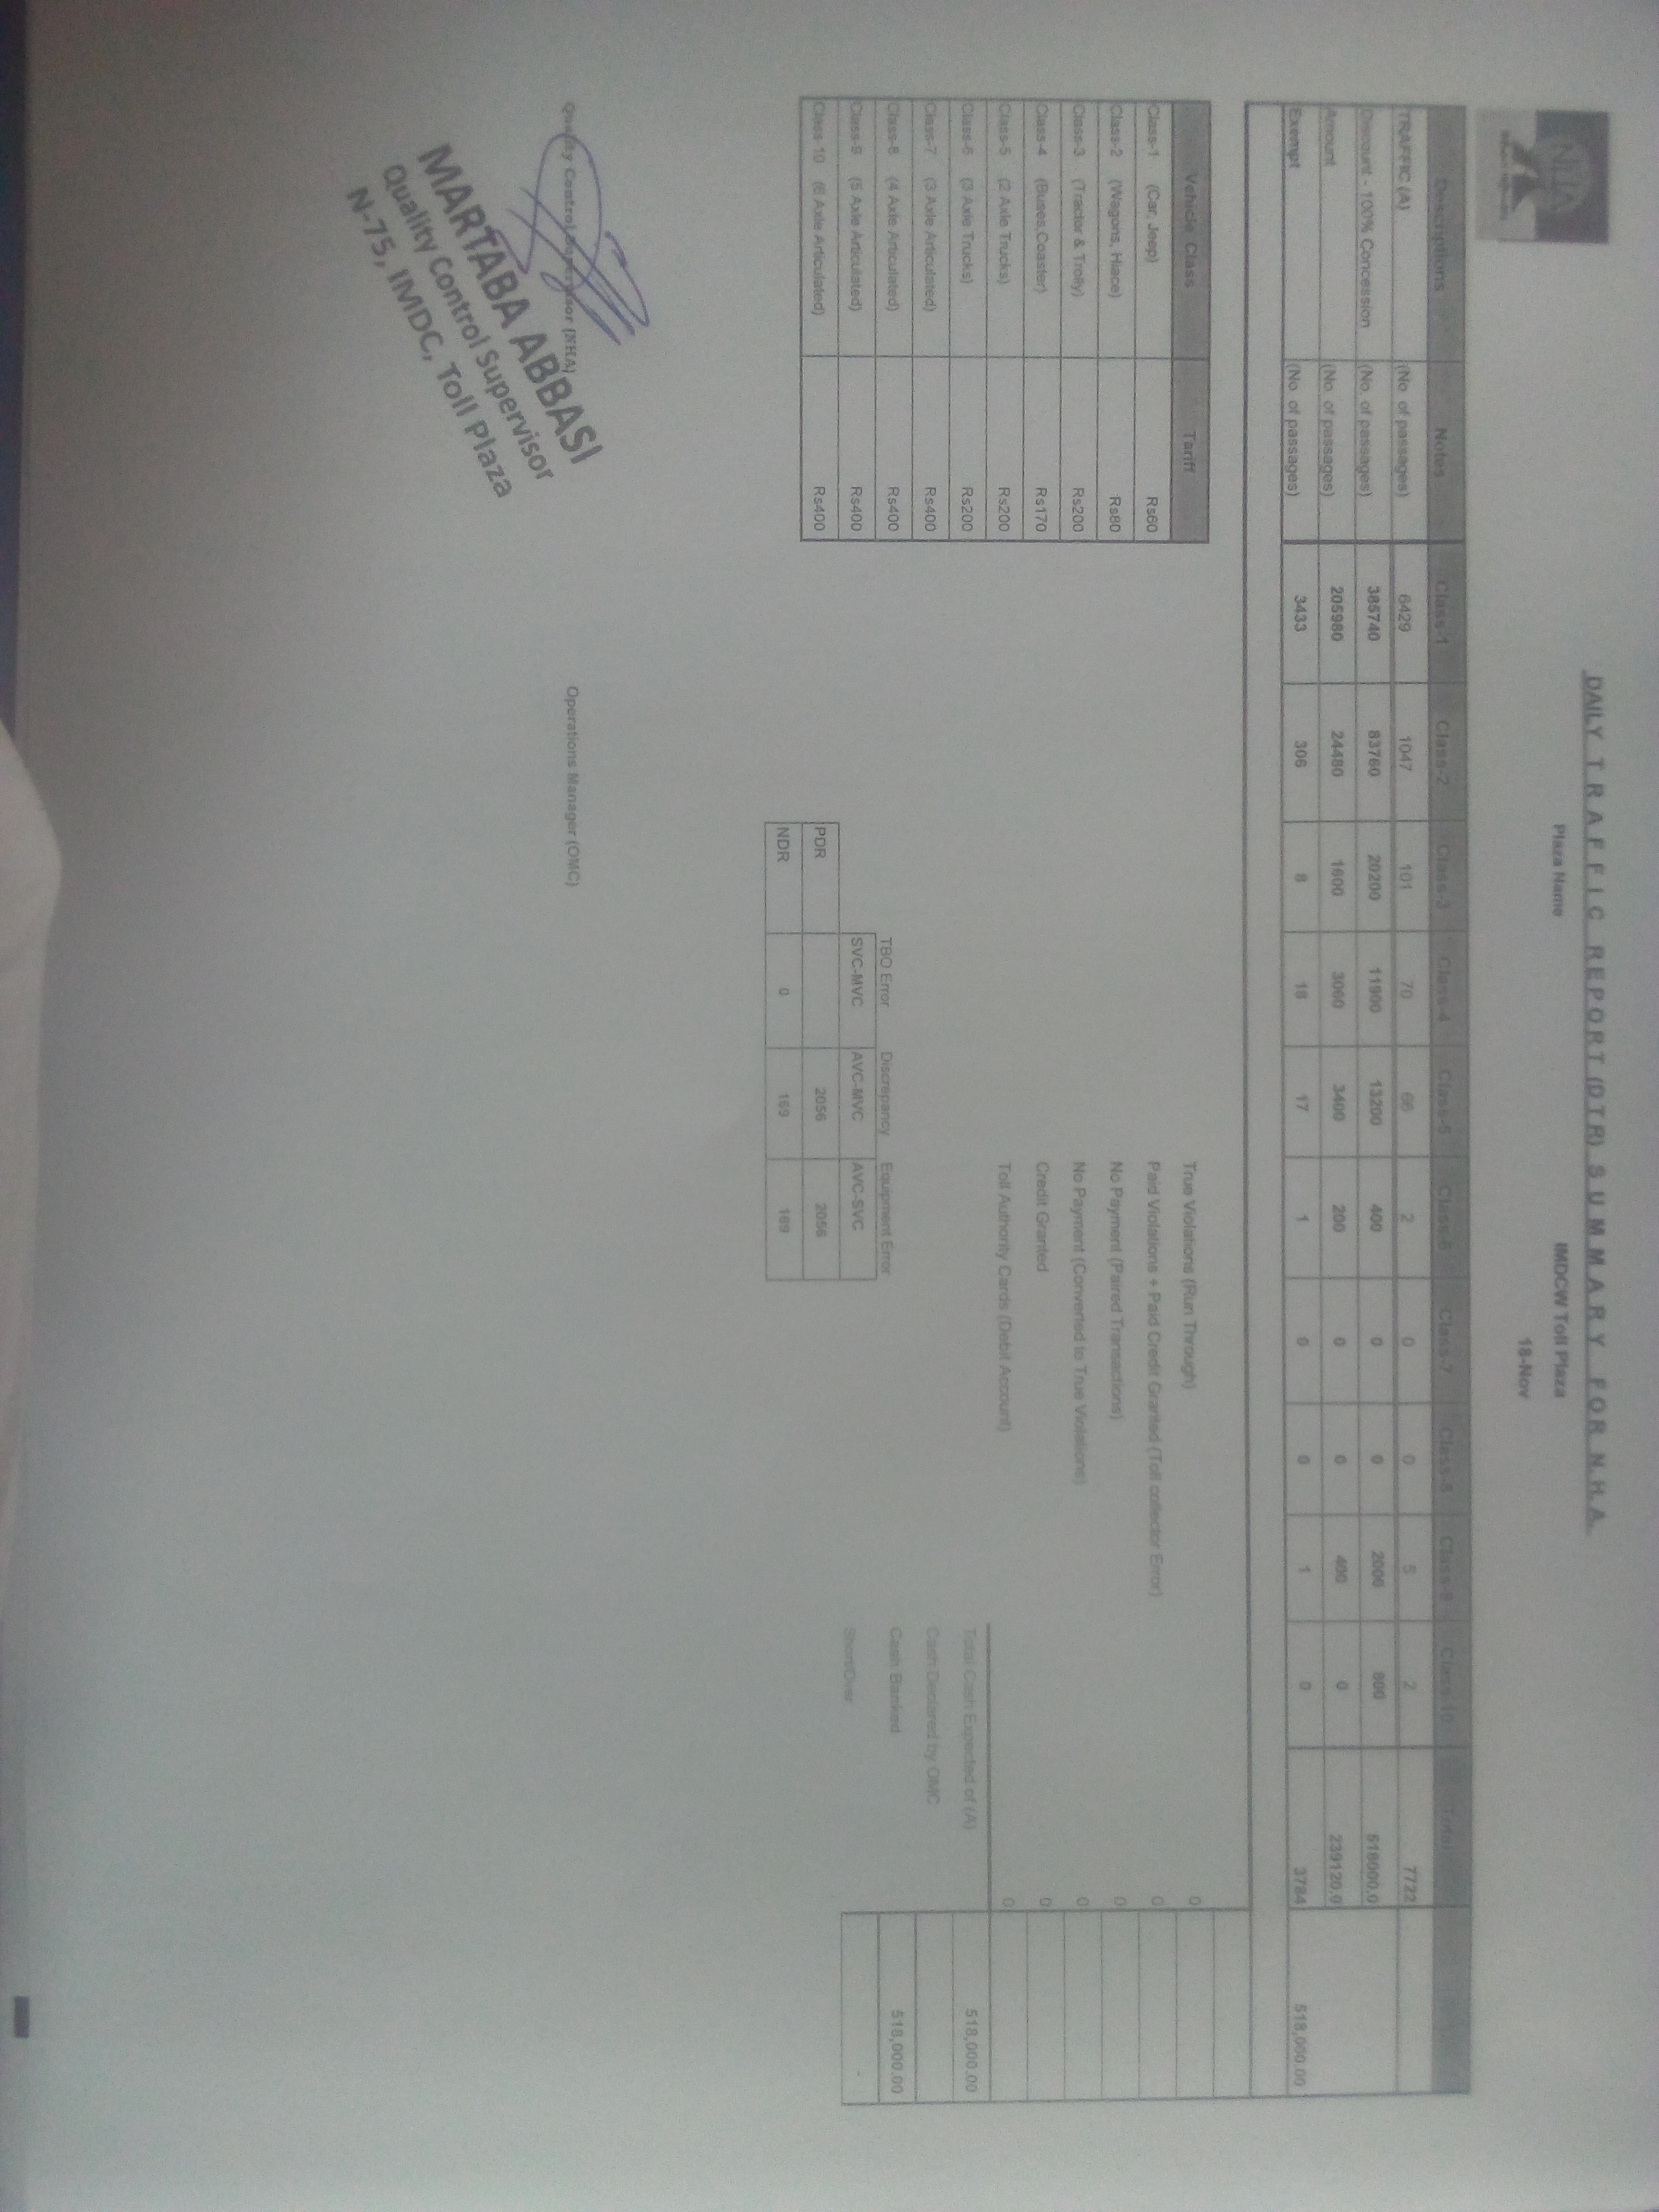 DAILY TRAFFIC REPORT (DTR) SUMMARY FOR N.H.A.
NHA
Plaza Name IMDCW Toll Plaza
18-Nov
Descriptions Notes Class-1 Class-2 Class-3 Class-4 Class-5 Class-6 Class-7 Class-8 Class-9 Class-10 Total
TRAFFIC (A) (No. of passages) 6429 1047 101 70 66 2 0 0 5 2 7722
Discount - 100% Concession (No. of passages) 385740 83760 20200 11900 13200 400 0 0 2000 800 518000.0
Amount (No. of passages) 205980 24480 1600 3060 3400 200 0 0 400 0 239120.0
Exempt (No. of passages) 3433 306 8 18 17 1 0 0 1 0 3784 518,000.00
Vehicle Class Tariff
Class-1 (Car, Jeep) Rs60
Class-2 (Wagons, Hiace) Rs80
Class-3 (Tractor & Trolly) Rs200
Class-4 (Buses,Coaster) Rs170
Class-5 (2 Axle Trucks) Rs200
Class-6 (3 Axle Trucks) Rs200
Class-7 (3 Axle Articulated) Rs400
Class-8 (4 Axle Articulated) Rs400
Class-9 (5 Axle Articulated) Rs400
Class 10 (6 Axle Articulated) Rs400
True Violations (Run Through) 0
Paid Violations + Paid Credit Granted (Toll collector Error) 0
No Payment (Paired Transactions) 0
No Payment (Converted to True Violations) 0
Credit Granted 0
Toll Authority Cards (Debit Account) 0
Total Cash Expected of (A) 518,000.00
Cash Declared by OMC
Cash Banked 518,000.00
Short/Over -
TBO Error Discrepancy Equipment Error
SVC-MVC AVC-MVC AVC-SVC
PDR 2056 2056
NDR 0 169 169
Quality Control Supervisor (NHA)
Operations Manager (OMC)
MARTABA ABBASI
Quality Control Supervisor
N-75, IMDC, Toll Plaza